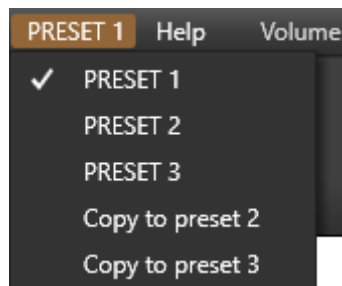 PRESET 1 Help Volume
PRESET 1
PRESET 2
PRESET 3
Copy to preset 2
Copy to preset 3